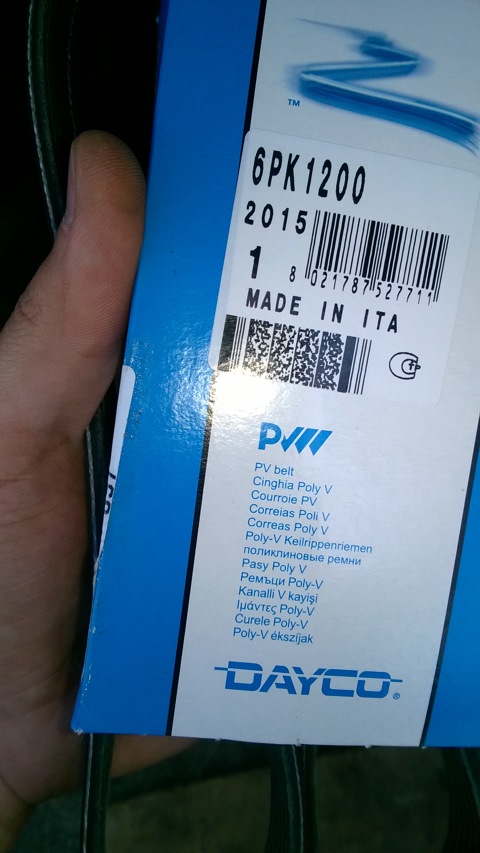 TM
6PK1200
2015
1
8 021787 527711
MADE IN ITA
PV
PV belt
Cinghia Poly V
Courroie PV
Correias Poli V
Correas Poly V
Poly-V Keilrippenriemen
поликлиновые ремни
Pasy Poly V
Ремъци Poly-V
Kanalli V kayişi
Ιμάντες Poly-V
Curele Poly-V
Poly-V ékszíjak
DAYCO®